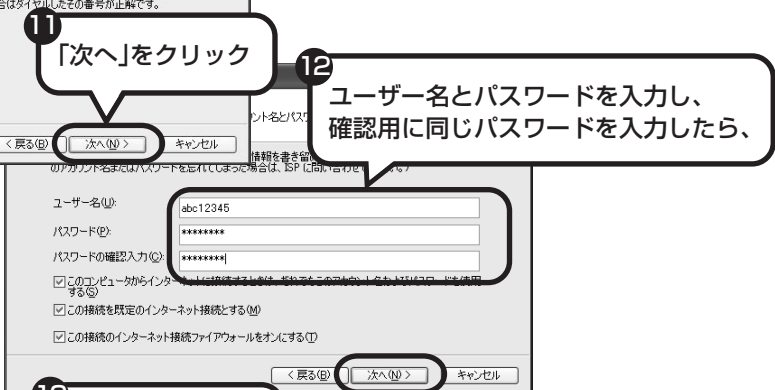 合はダイヤルしたその番号が正解です。
11
「次へ」をクリック
12
ユーザー名とパスワードを入力し、
確認用に同じパスワードを入力したら、
< 戻る(B)
次へ(N) >
キャンセル
のアカウント名またはパスワードを忘れてしまった場合は、ISP に問い合わせ
ユーザー名(U):
abc12345
パスワード(P):
********
パスワードの確認入力(C):
********
このコンピュータからインターネットに接続するときは、だれでもこのアカウント名およびパスワードを使用
する(S)
この接続を既定のインターネット接続とする(M)
この接続のインターネット接続ファイアウォールをオンにする(T)
< 戻る(B)
次へ(N) >
キャンセル